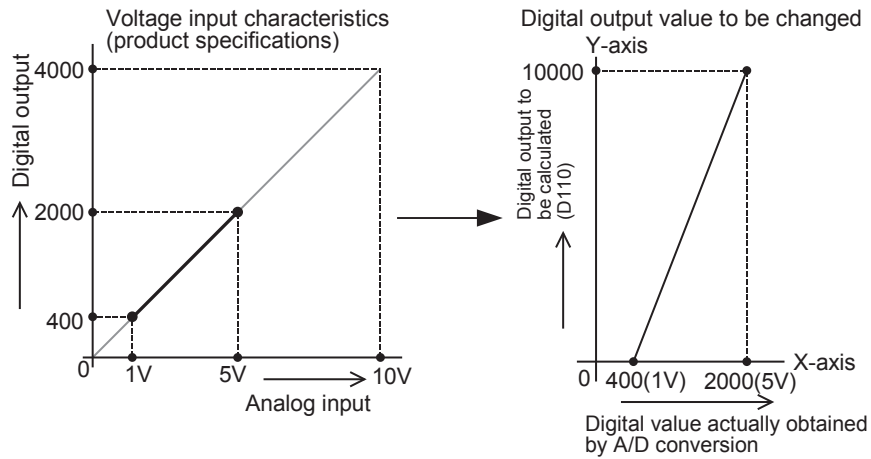 Voltage input characteristics
(product specifications)
Digital output
4000
2000
400
0
1V
5V
10V
Analog input
Digital output value to be changed
Y-axis
10000
Digital output to
be calculated
(D110)
0
400(1V)
2000(5V)
X-axis
Digital value actually obtained
by A/D conversion